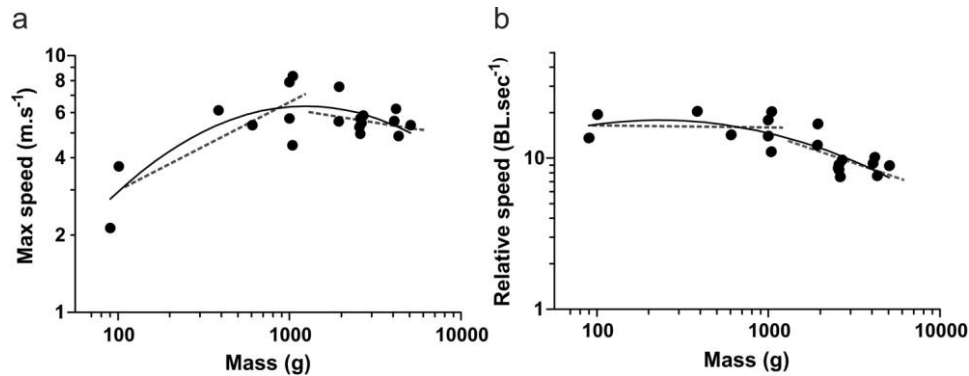 a
Max speed (m.s⁻¹)
10
8
6
4
2
1
100
1000
10000
Mass (g)
b
Relative speed (BL.sec⁻¹)
10
1
100
1000
10000
Mass (g)